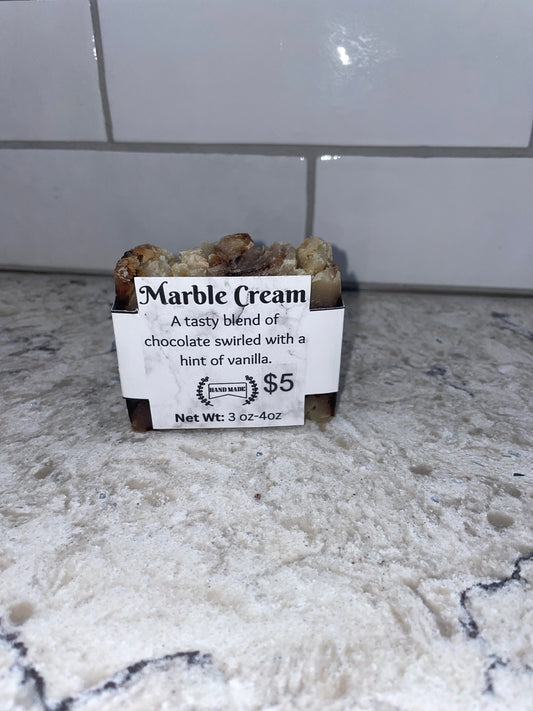 Marble Cream
A tasty blend of
chocolate swirled with a
hint of vanilla.
HAND MADE
$5
Net Wt: 3 oz-4oz